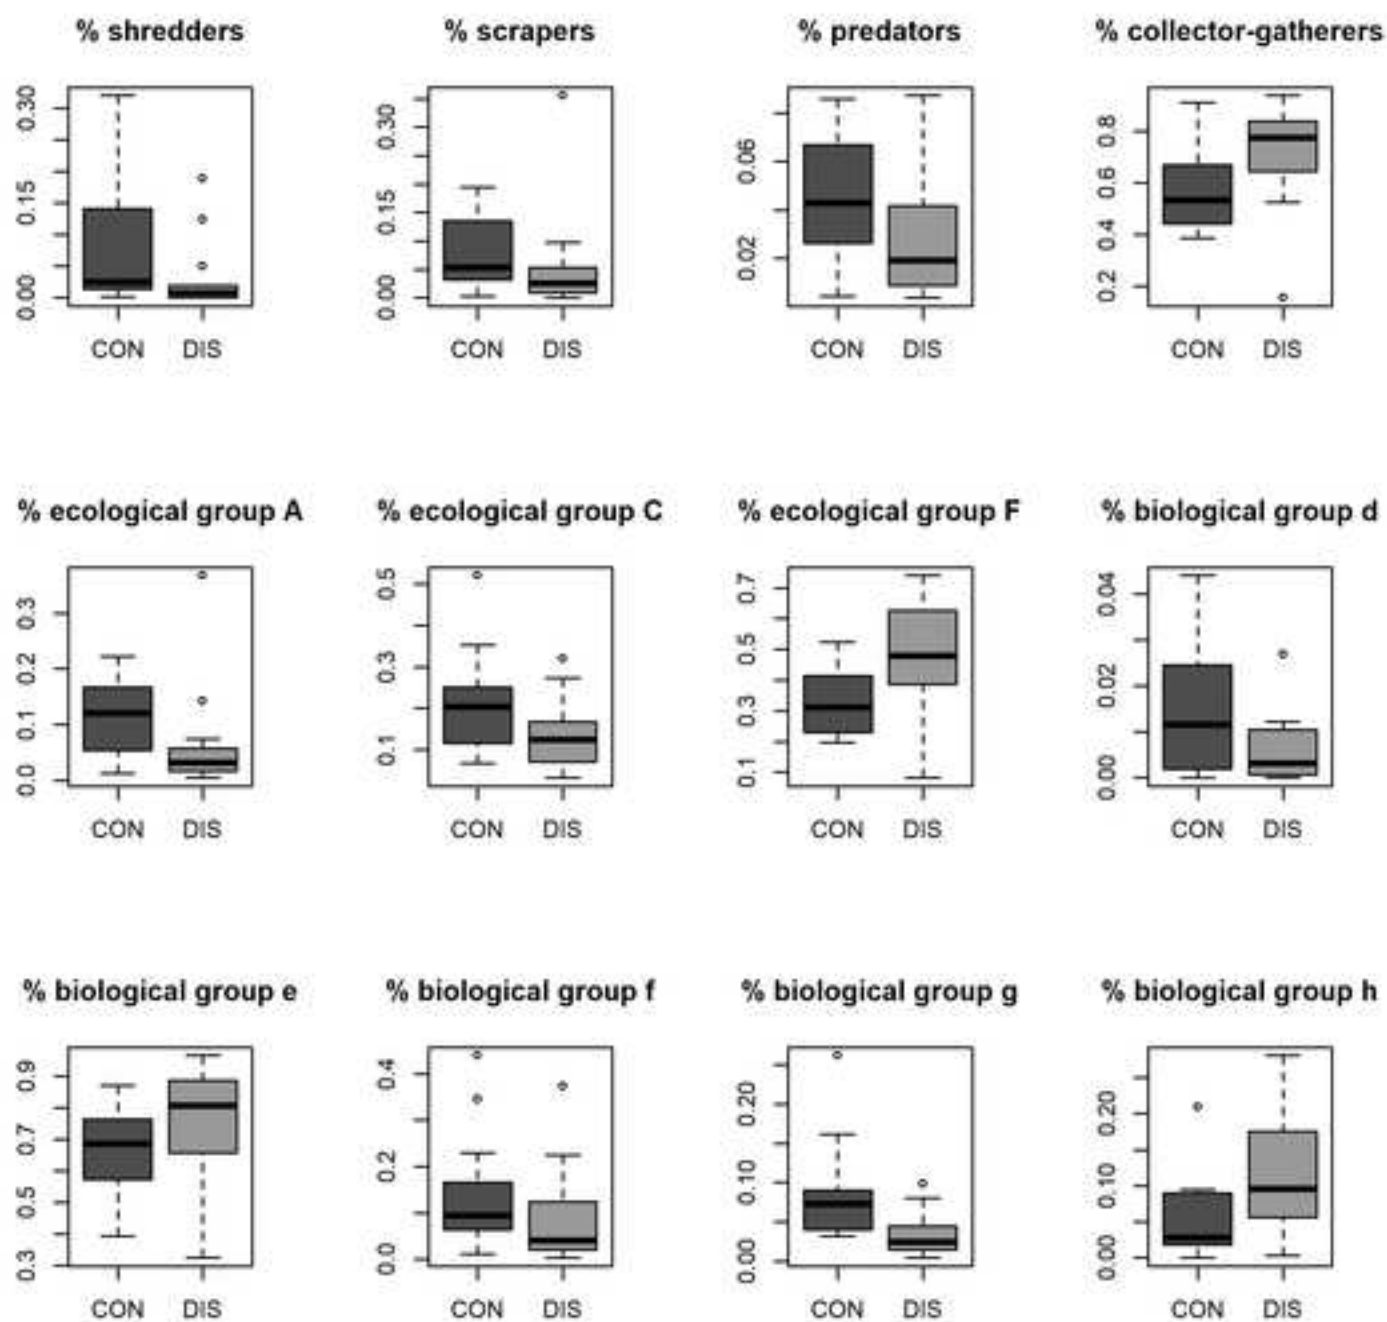 % shredders
% scrapers
% predators
% collector-gatherers
0.30
0.15
0.00
CON DIS
0.30
0.15
0.00
CON DIS
0.06
0.02
CON DIS
0.8
0.6
0.4
0.2
CON DIS
% ecological group A
% ecological group C
% ecological group F
% biological group d
0.3
0.2
0.1
0.0
CON DIS
0.5
0.3
0.1
CON DIS
0.7
0.5
0.3
0.1
CON DIS
0.04
0.02
0.00
CON DIS
% biological group e
% biological group f
% biological group g
% biological group h
0.9
0.7
0.5
0.3
CON DIS
0.4
0.2
0.0
CON DIS
0.20
0.10
0.00
CON DIS
0.20
0.10
0.00
CON DIS